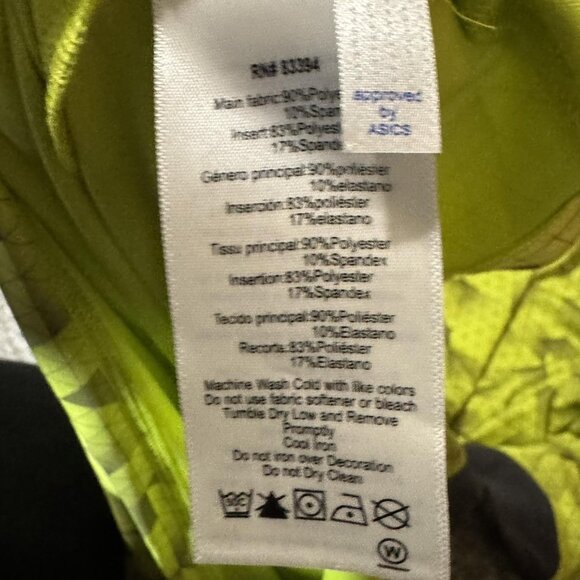 RN# 83394
Main fabric:90%Polye
10%Span
Insert:83%Polyes
17%Spand
approved
by
ASICS
Género principal:90%poliéster
10%elastano
Inserción:83%poliéster
17%elastano
Tissu principal:90%Polyester
10%Spandex
Insertion:83%Polyester
17%Spandex
Tecido principal:90%Poliéster
10%Elastano
Recorte:83%Poliéster
17%Elastano
Machine Wash Cold with like colors
Do not use fabric softener or bleach
Tumble Dry Low and Remove
Promptly
Cool Iron
Do not iron over Decoration
Do not Dry Clean
W